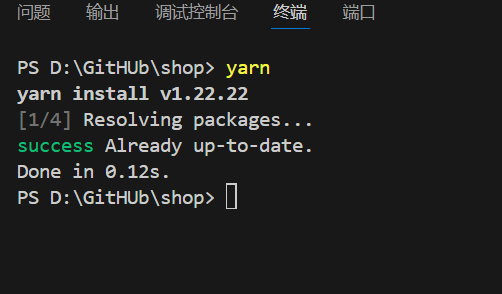 问题 输出 调试控制台 终端 端口
PS D:\GitHUb\shop> yarn
yarn install v1.22.22
[1/4] Resolving packages...
success Already up-to-date.
Done in 0.12s.
PS D:\GitHUb\shop>